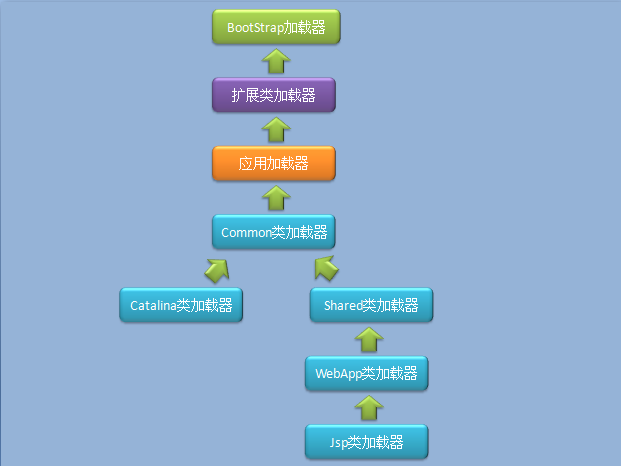 BootStrap加载器
扩展类加载器
应用加载器
Common类加载器
Catalina类加载器
Shared类加载器
WebApp类加载器
Jsp类加载器